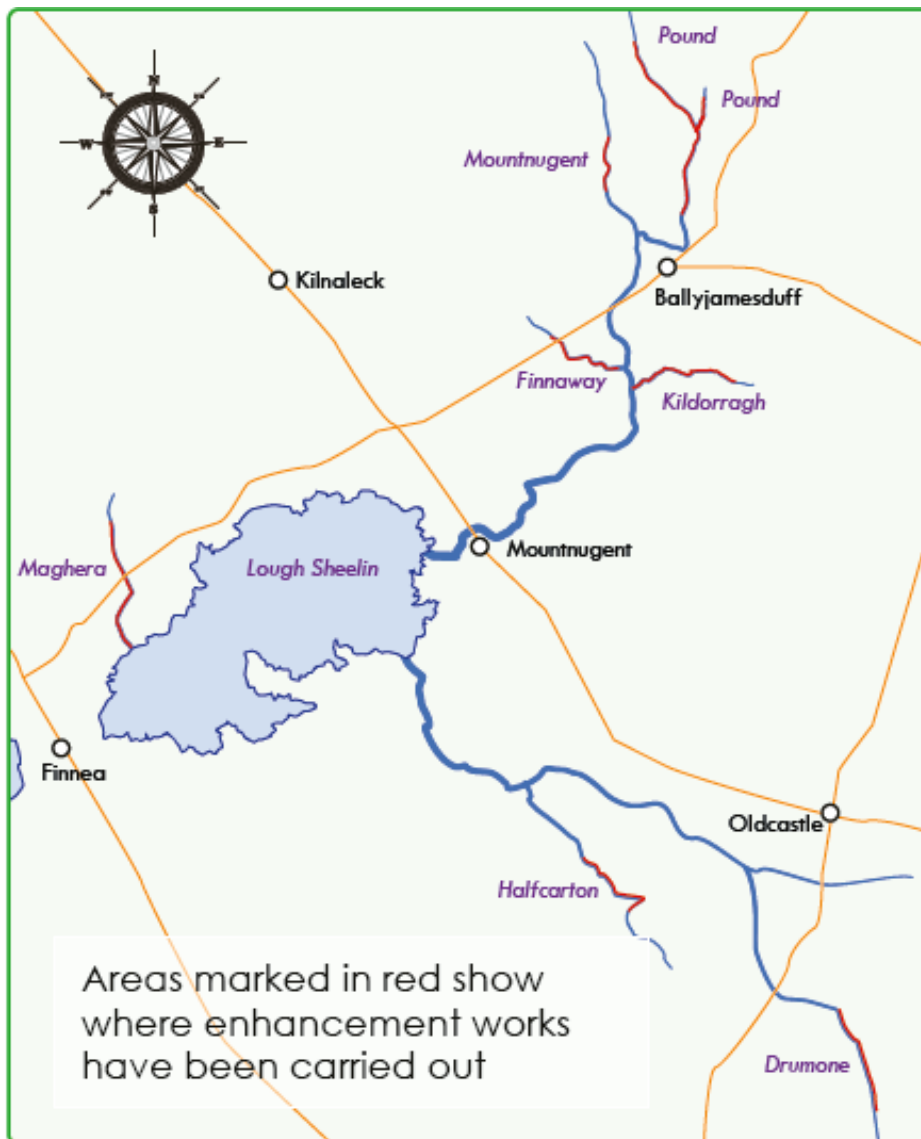 Pound
Pound
N
Mountnugent
W
E
S
Kilnaleck
Ballyjamesduff
Finnaway
Kildorragh
Maghera
Lough Sheelin
Mountnugent
Finnea
Oldcastle
Halfcarton
Areas marked in red show
where enhancement works
have been carried out
Drumone